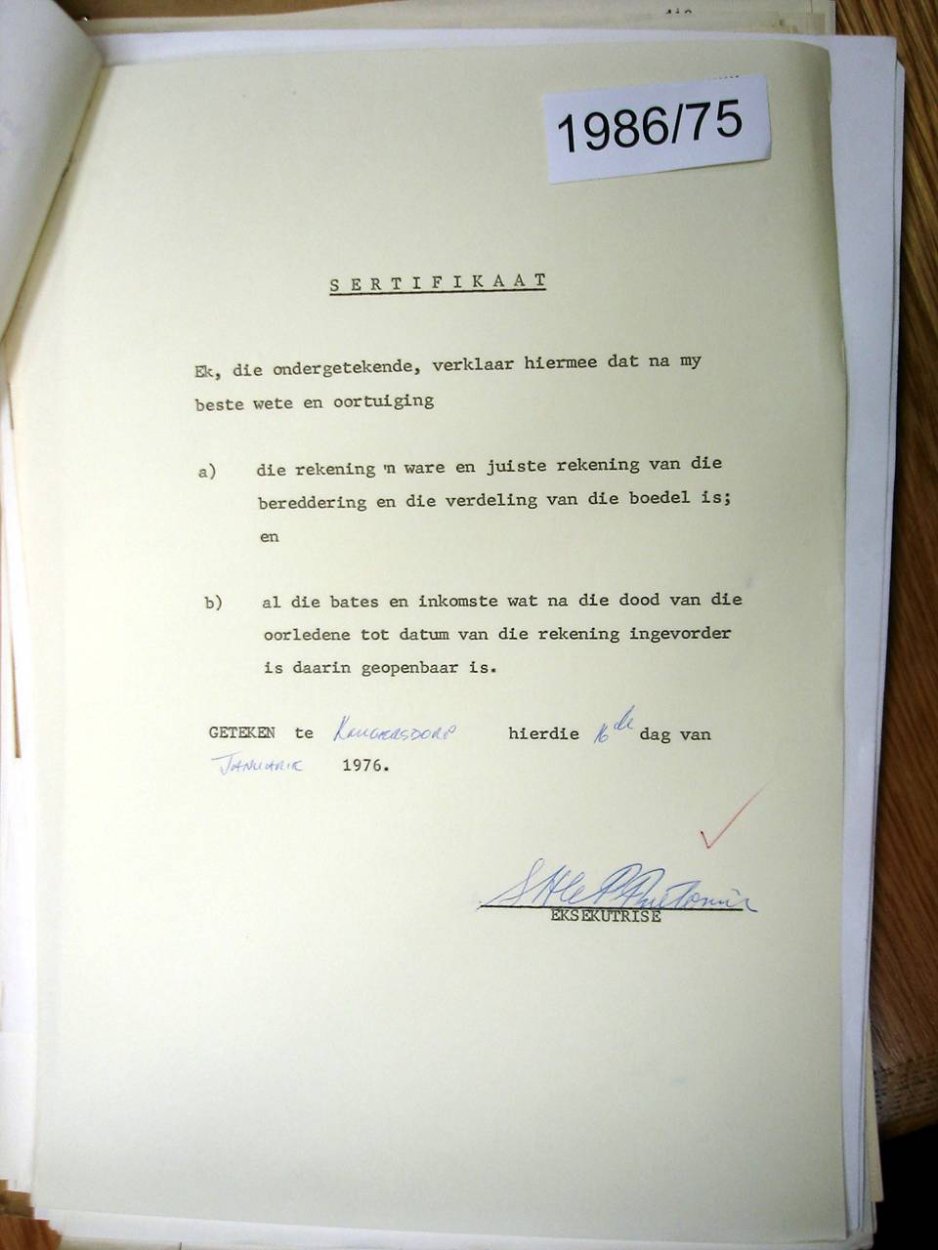 1986/75
SERTIFIKAAT
Ek, die ondergetekende, verklaar hiermee dat na my
beste wete en oortuiging
a) die rekening 'n ware en juiste rekening van die
bereddering en die verdeling van die boedel is;
en
b) al die bates en inkomste wat na die dood van die
oorledene tot datum van die rekening ingevorder
is daarin geopenbaar is.
GETEKEN te KRUGERSDORP hierdie 16de dag van
JANUARIE 1976.
EKSEKUTRISE